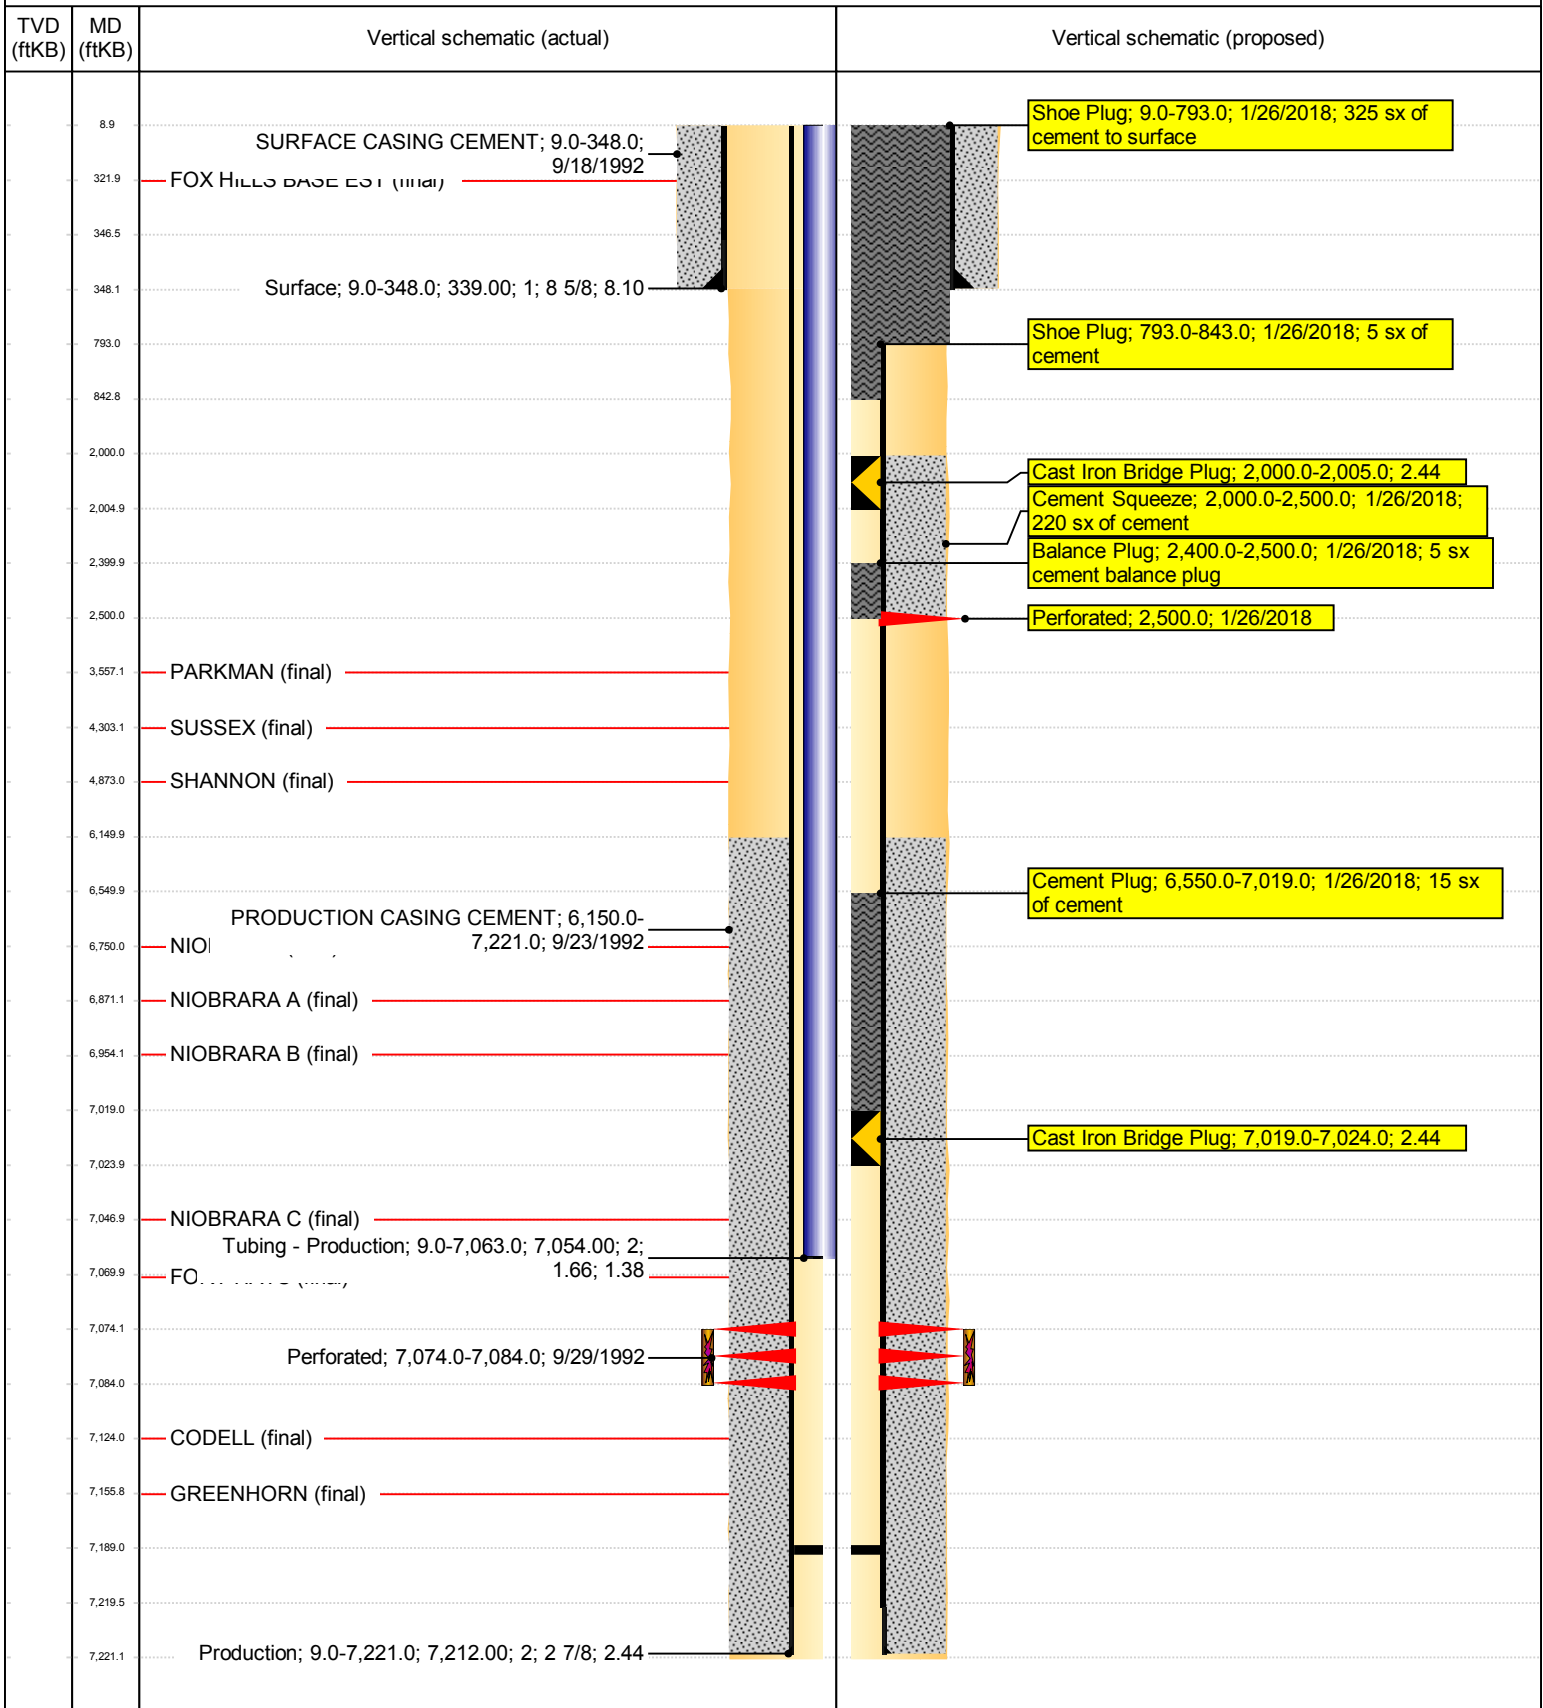 TVD (ftKB)
MD (ftKB)
Vertical schematic (actual)
Vertical schematic (proposed)
8.9
SURFACE CASING CEMENT; 9.0-348.0;
9/18/1992
Shoe Plug; 9.0-793.0; 1/26/2018; 325 sx of
cement to surface
321.9
FOX HILLS BASE EST (final)
346.5
348.1
Surface; 9.0-348.0; 339.00; 1; 8 5/8; 8.10
793.0
Shoe Plug; 793.0-843.0; 1/26/2018; 5 sx of
cement
842.8
2,000.0
Cast Iron Bridge Plug; 2,000.0-2,005.0; 2.44
2,004.9
Cement Squeeze; 2,000.0-2,500.0; 1/26/2018;
220 sx of cement
2,399.9
Balance Plug; 2,400.0-2,500.0; 1/26/2018; 5 sx
cement balance plug
2,500.0
Perforated; 2,500.0; 1/26/2018
3,557.1
PARKMAN (final)
4,303.1
SUSSEX (final)
4,873.0
SHANNON (final)
6,149.9
6,549.9
Cement Plug; 6,550.0-7,019.0; 1/26/2018; 15 sx
of cement
PRODUCTION CASING CEMENT; 6,150.0-
7,221.0; 9/23/1992
6,750.0
6,871.1
NIOBRARA A (final)
6,954.1
NIOBRARA B (final)
7,019.0
Cast Iron Bridge Plug; 7,019.0-7,024.0; 2.44
7,023.9
7,046.9
NIOBRARA C (final)
Tubing - Production; 9.0-7,063.0; 7,054.00; 2;
1.66; 1.38
7,069.9
7,074.1
Perforated; 7,074.0-7,084.0; 9/29/1992
7,084.0
7,124.0
CODELL (final)
7,155.8
GREENHORN (final)
7,189.0
7,219.5
7,221.1
Production; 9.0-7,221.0; 7,212.00; 2; 2 7/8; 2.44